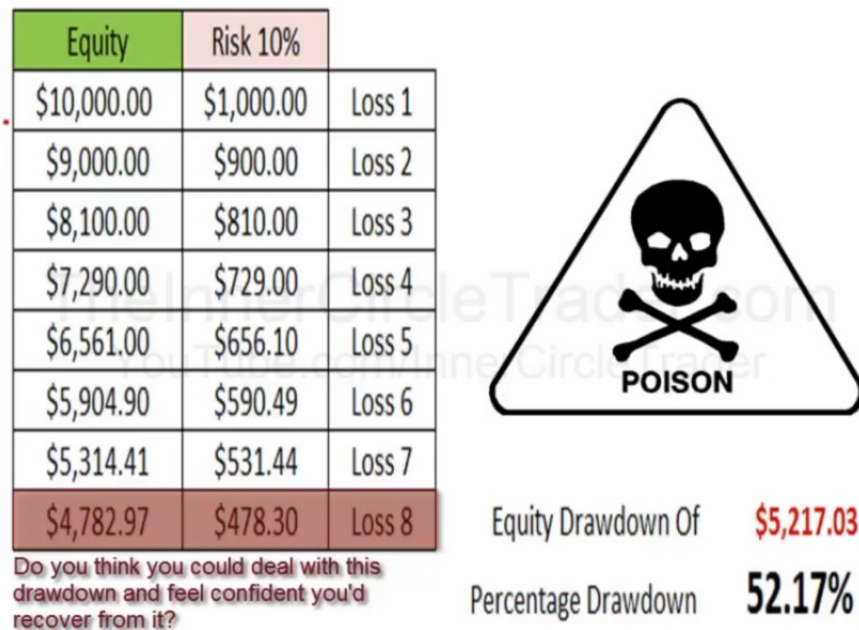 Equity Risk 10%
$10,000.00 $1,000.00 Loss 1
$9,000.00 $900.00 Loss 2
$8,100.00 $810.00 Loss 3
$7,290.00 $729.00 Loss 4
$6,561.00 $656.10 Loss 5
$5,904.90 $590.49 Loss 6
$5,314.41 $531.44 Loss 7
$4,782.97 $478.30 Loss 8
Do you think you could deal with this
drawdown and feel confident you'd
recover from it?
TheInnerCircleTrader.com
YouTube.com/InnerCircleTrader
POISON
Equity Drawdown Of $5,217.03
Percentage Drawdown 52.17%